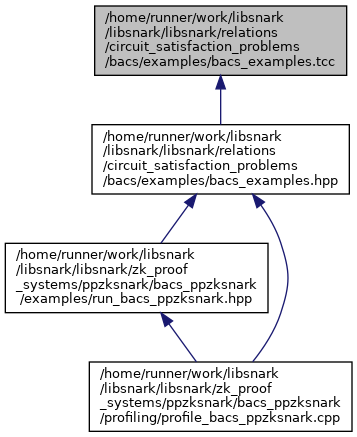 /home/runner/work/libsnark
/libsnark/libsnark/relations
/circuit_satisfaction_problems
/bacs/examples/bacs_examples.tcc
/home/runner/work/libsnark
/libsnark/libsnark/relations
/circuit_satisfaction_problems
/bacs/examples/bacs_examples.hpp
/home/runner/work/libsnark
/libsnark/libsnark/zk_proof
_systems/ppzksnark/bacs_ppzksnark
/examples/run_bacs_ppzksnark.hpp
/home/runner/work/libsnark
/libsnark/libsnark/zk_proof
_systems/ppzksnark/bacs_ppzksnark
/profiling/profile_bacs_ppzksnark.cpp